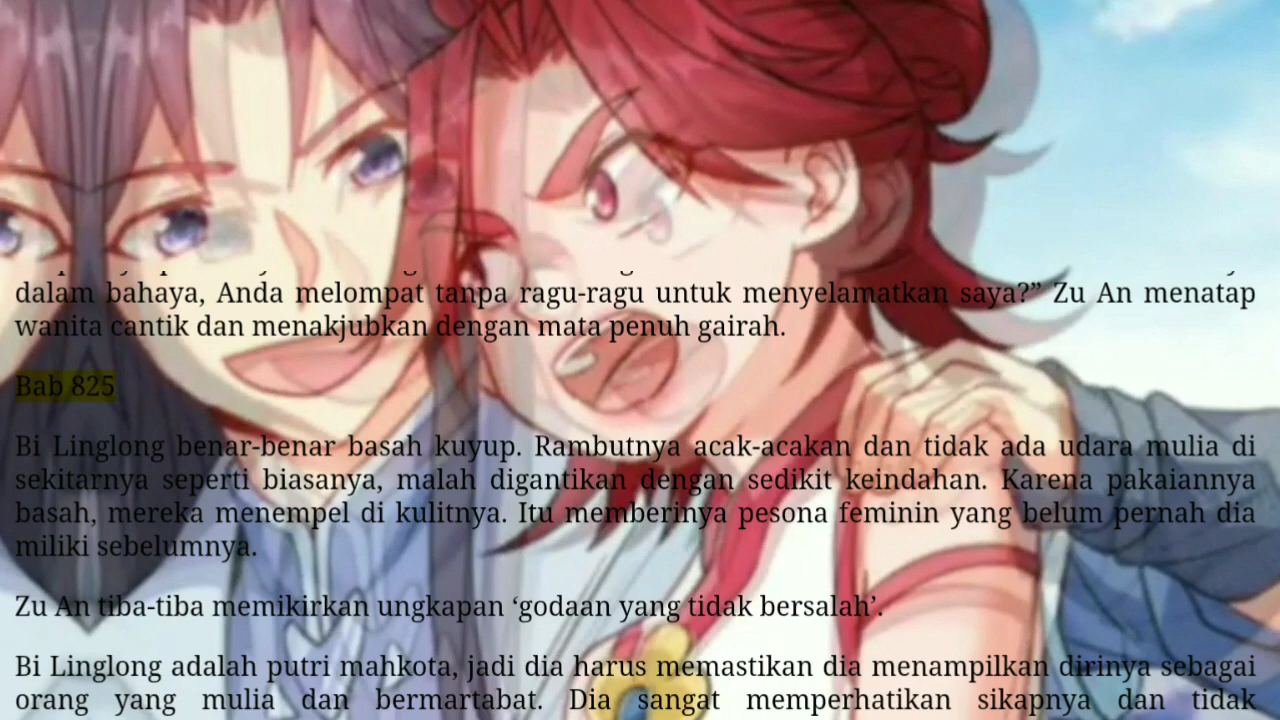 dalam bahaya, Anda melompat tanpa ragu-ragu untuk menyelamatkan saya?” Zu An menatap
wanita cantik dan menakjubkan dengan mata penuh gairah.
Bab 825
Bi Linglong benar-benar basah kuyup. Rambutnya acak-acakan dan tidak ada udara mulia di
sekitarnya seperti biasanya, malah digantikan dengan sedikit keindahan. Karena pakaiannya
basah, mereka menempel di kulitnya. Itu memberinya pesona feminin yang belum pernah dia
miliki sebelumnya.
Zu An tiba-tiba memikirkan ungkapan ‘godaan yang tidak bersalah’.
Bi Linglong adalah putri mahkota, jadi dia harus memastikan dia menampilkan dirinya sebagai
orang yang mulia dan bermartabat. Dia sangat memperhatikan sikapnya dan tidak